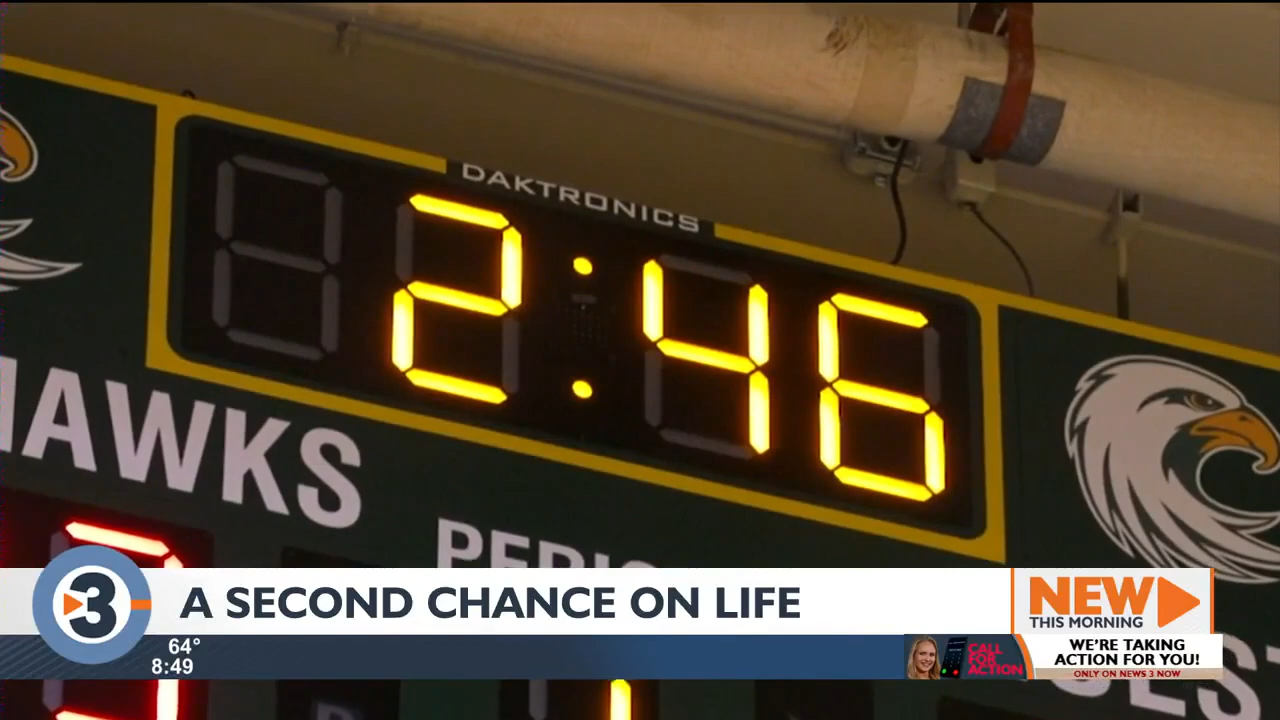 DAKTRONICS
2:46
HAWKS
3
A SECOND CHANCE ON LIFE
NEW
THIS MORNING
64°
8:49
CALL
FOR
ACTION
WE'RE TAKING
ACTION FOR YOU!
ONLY ON NEWS 3 NOW